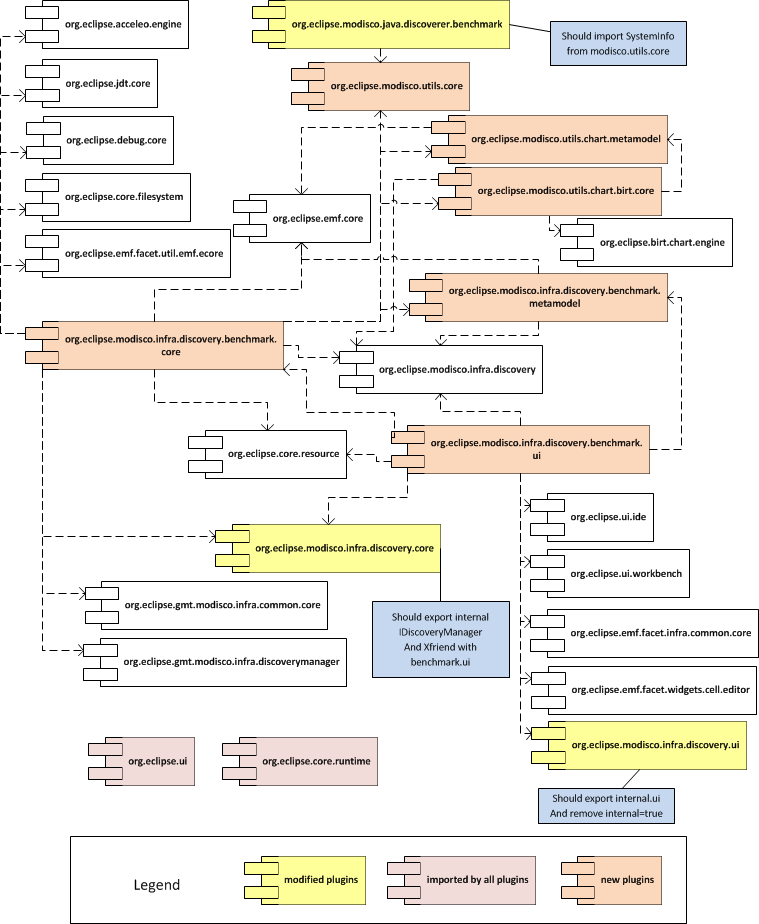 org.eclipse.acceleo.engine
org.eclipse.modisco.java.discoverer.benchmark
Should import SystemInfo
from modisco.utils.core
org.eclipse.jdt.core
org.eclipse.modisco.utils.core
org.eclipse.debug.core
org.eclipse.modisco.utils.chart.metamodel
org.eclipse.core.filesystem
org.eclipse.modisco.utils.chart.birt.core
org.eclipse.emf.core
org.eclipse.emf.facet.util.emf.ecore
org.eclipse.birt.chart.engine
org.eclipse.modisco.infra.discovery.benchmark.
metamodel
org.eclipse.modisco.infra.discovery.benchmark.
core
org.eclipse.modisco.infra.discovery
org.eclipse.core.resource
org.eclipse.modisco.infra.discovery.benchmark.
ui
org.eclipse.ui.ide
org.eclipse.modisco.infra.discovery.core
org.eclipse.ui.workbench
org.eclipse.gmt.modisco.infra.common.core
Should export internal
IDiscoveryManager
And Xfriend with
benchmark.ui
org.eclipse.emf.facet.infra.common.core
org.eclipse.gmt.modisco.infra.discoverymanager
org.eclipse.emf.facet.widgets.cell.editor
org.eclipse.modisco.infra.discovery.ui
org.eclipse.ui
org.eclipse.core.runtime
Should export internal.ui
And remove internal=true
Legend
modified plugins
imported by all plugins
new plugins